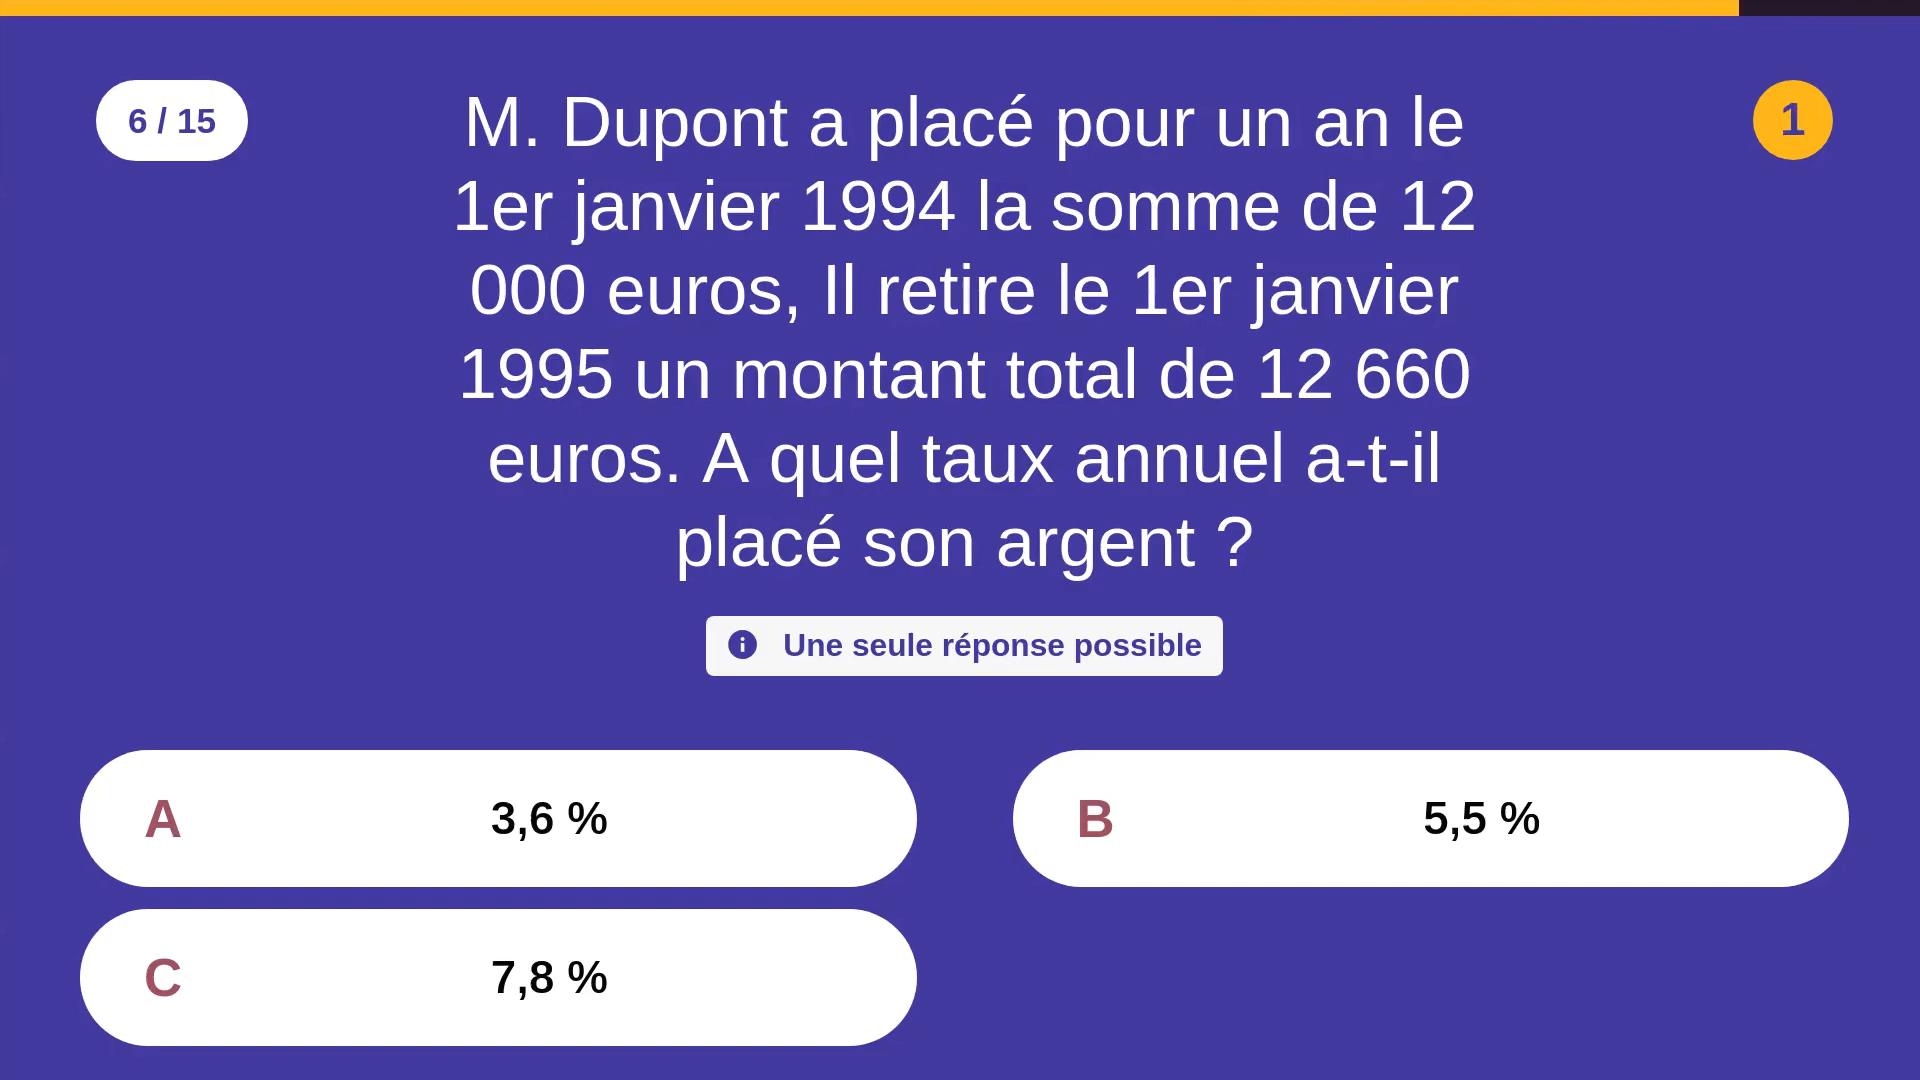 6 / 15
1
M. Dupont a placé pour un an le
1er janvier 1994 la somme de 12
000 euros, Il retire le 1er janvier
1995 un montant total de 12 660
euros. A quel taux annuel a-t-il
placé son argent ?
Une seule réponse possible
A 3,6 %
B 5,5 %
C 7,8 %